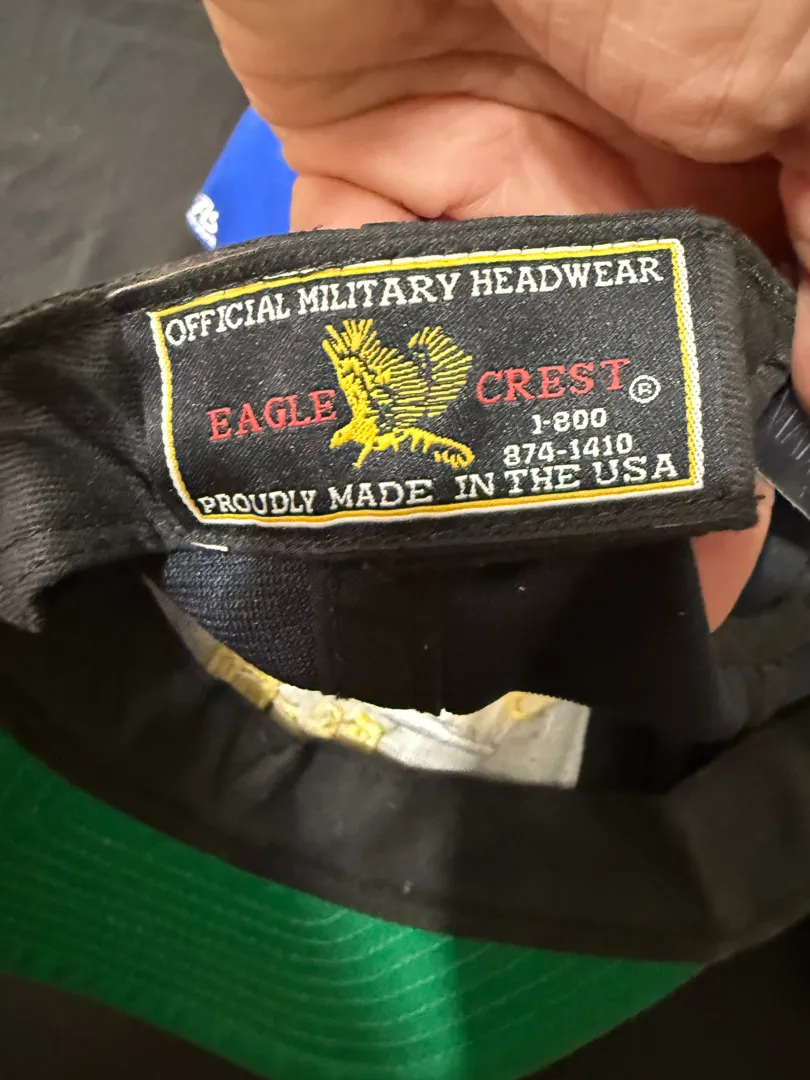 OFFICIAL MILITARY HEADWEAR
EAGLE CREST ®
1-800
874-1410
PROUDLY MADE IN THE USA